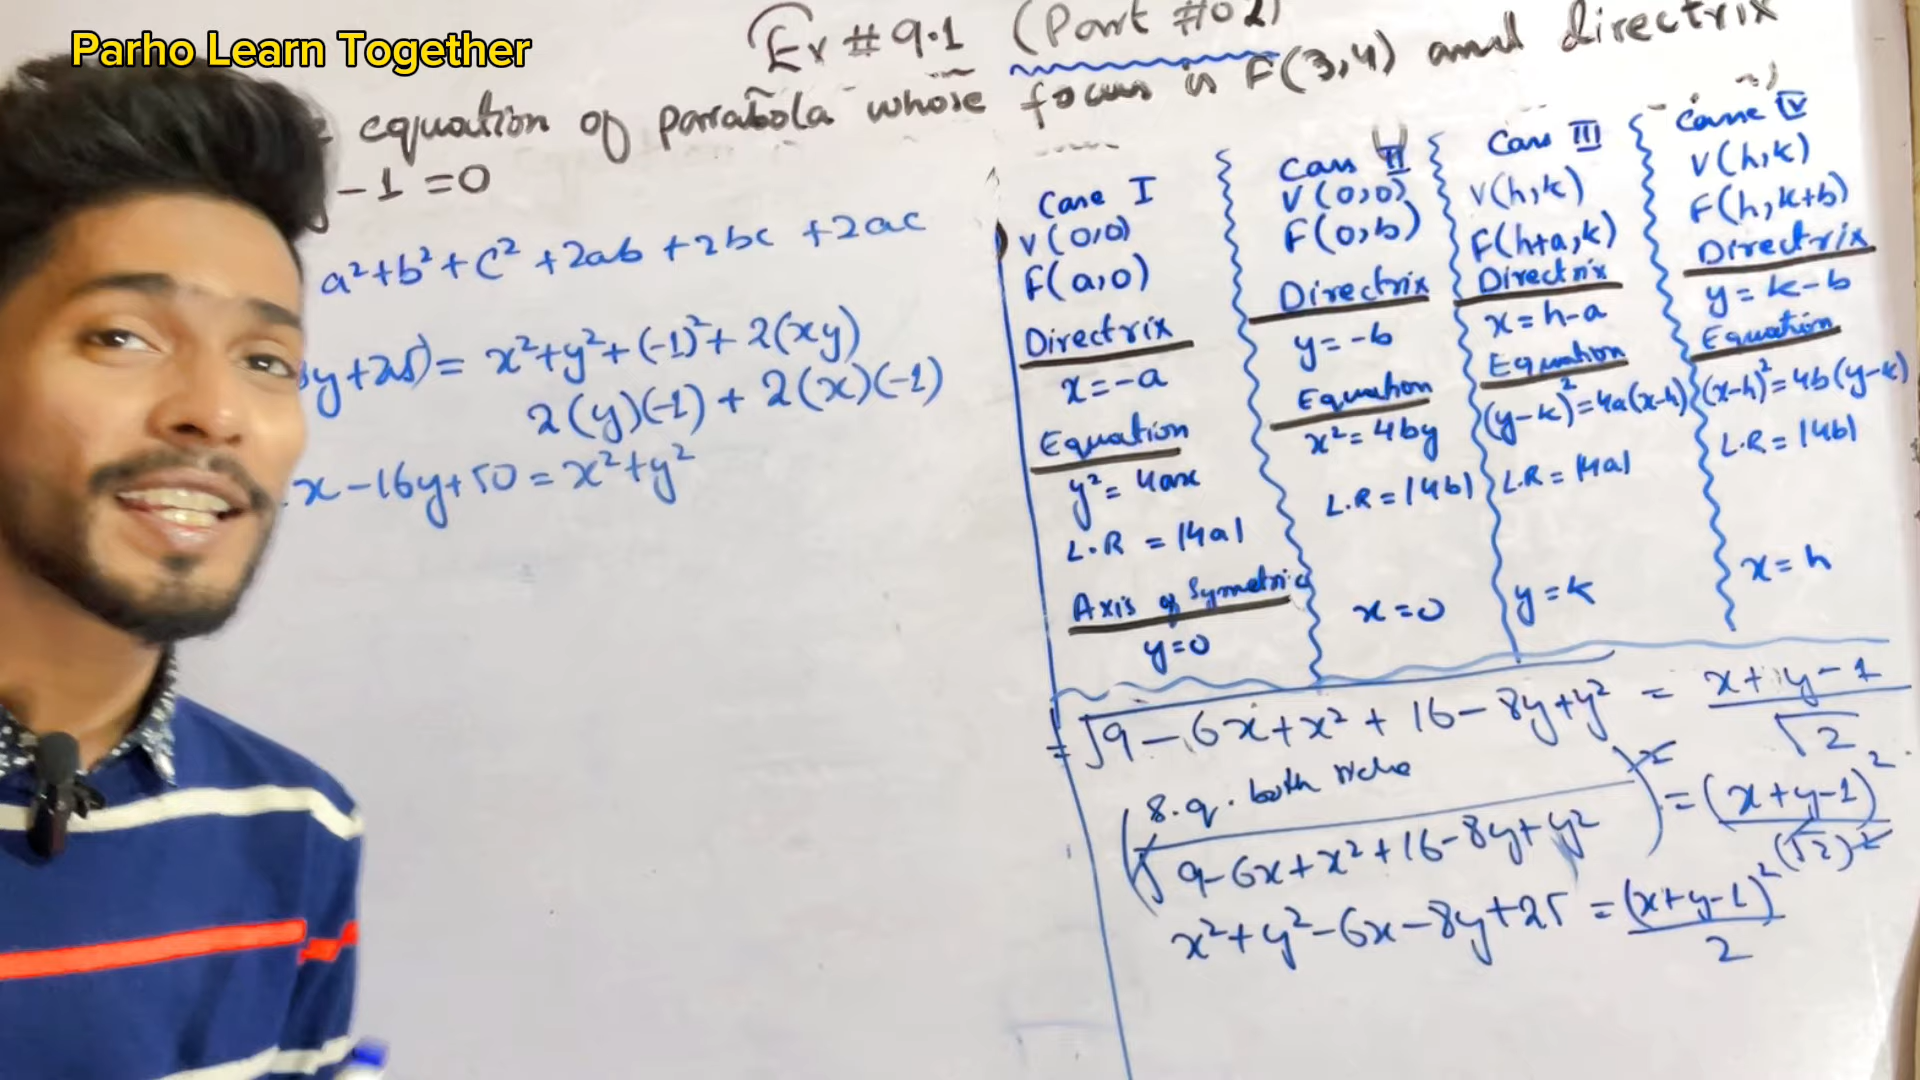 Parho Learn Together
Ex # 9.1 (Part #02)
equation of parabola whose focus is F(3,4) and directrix
-1 =0
a²+b²+c²+2ab+2bc+2ac
y+25)= x²+y²+(-1)²+2(xy)
2(y)(-1)+2(x)(-1)
x-16y+50=x²+y²
Case I
V(0,0)
F(a,0)
Directrix
x=-a
Equation
y²=4ax
L.R =|4a|
Axis of Symmetric
y=0
Case II
V(0,0)
F(0,b)
Directrix
y=-b
Equation
x²=4by
L.R=|4b|
x=0
Case III
V(h,k)
F(h+a,k)
Directrix
x=h-a
Equation
(y-k)²=4a(x-h)
L.R=|4a|
y=k
Case IV
V(h,k)
F(h,k+b)
Directrix
y=k-b
Equation
(x-h)²=4b(y-k)
L.R=|4b|
x=h
=√9-6x+x²+16-8y+y² = x+y-1
√2
S.q. both side
(√9-6x+x²+16-8y+y²)² = (x+y-1)²
(√2)²
x²+y²-6x-8y+25 = (x+y-1)²
2